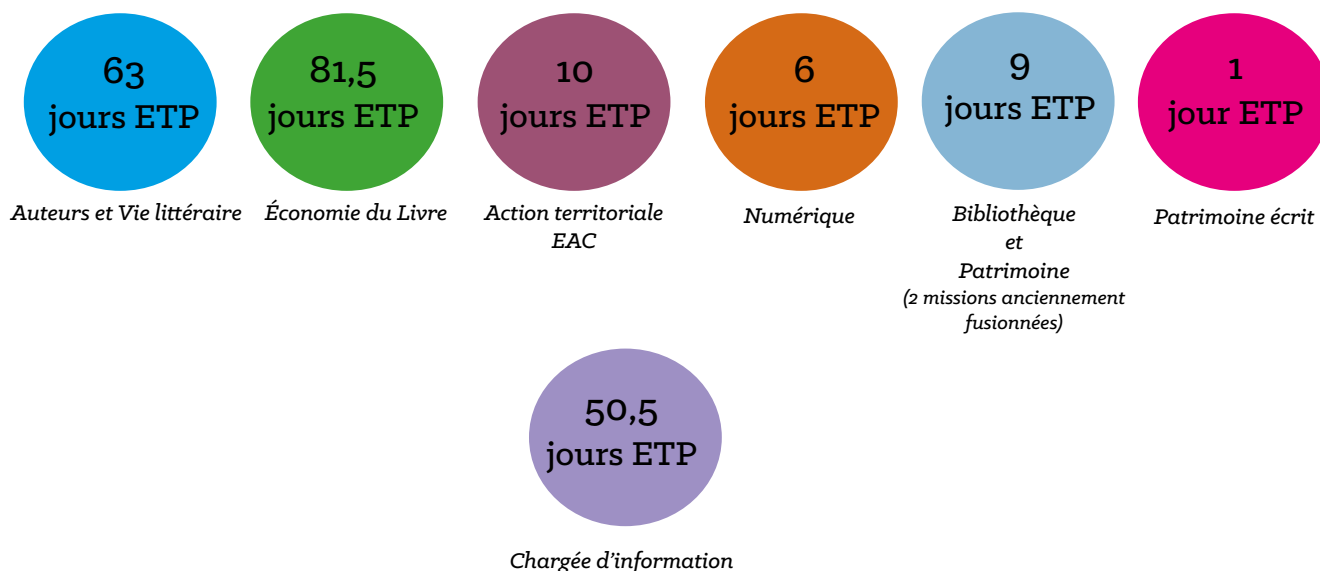 63
jours ETP
81,5
jours ETP
10
jours ETP
6
jours ETP
9
jours ETP
1
jour ETP
Auteurs et Vie littéraire
Économie du Livre
Action territoriale
EAC
Numérique
Bibliothèque
et
Patrimoine
(2 missions anciennement
fusionnées)
Patrimoine écrit
50,5
jours ETP
Chargée d'information